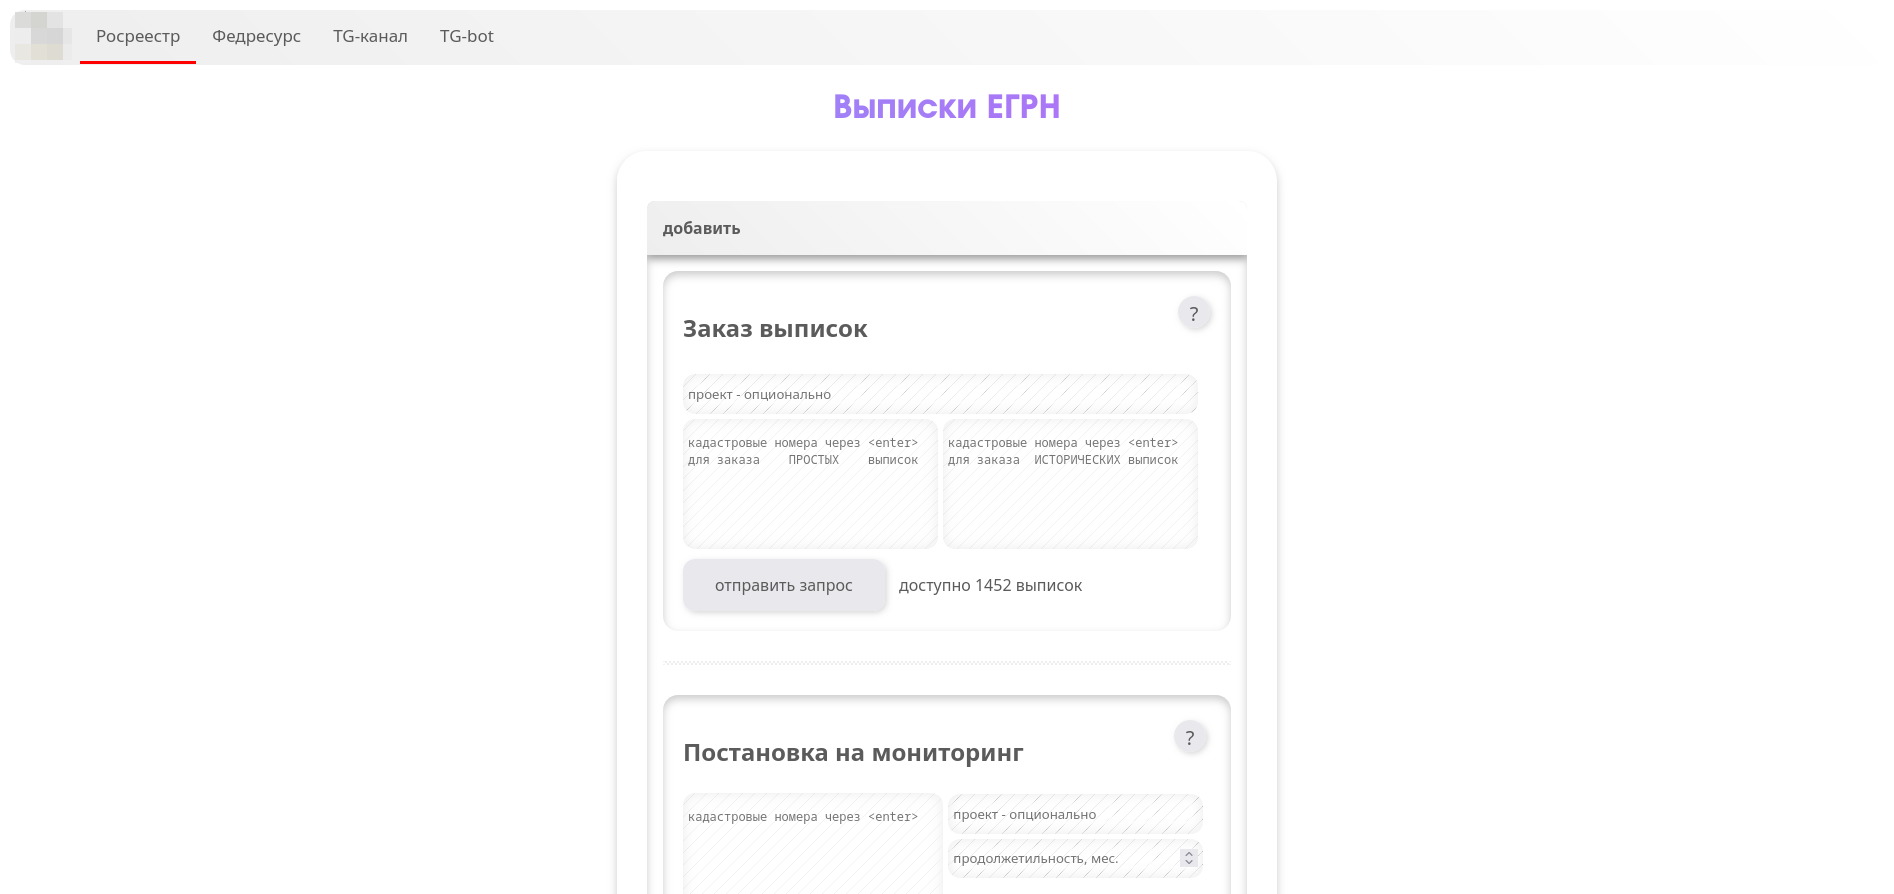 Росреестр Федресурс TG-канал TG-bot
Выписки ЕГРН
добавить
?
Заказ выписок
проект - опционально
кадастровые номера через <enter>
для заказа    ПРОСТЫХ    выписок
кадастровые номера через <enter>
для заказа  ИСТОРИЧЕСКИХ выписок
отправить запрос доступно 1452 выписок
?
Постановка на мониторинг
кадастровые номера через <enter>
проект - опционально
продолжетильность, мес.